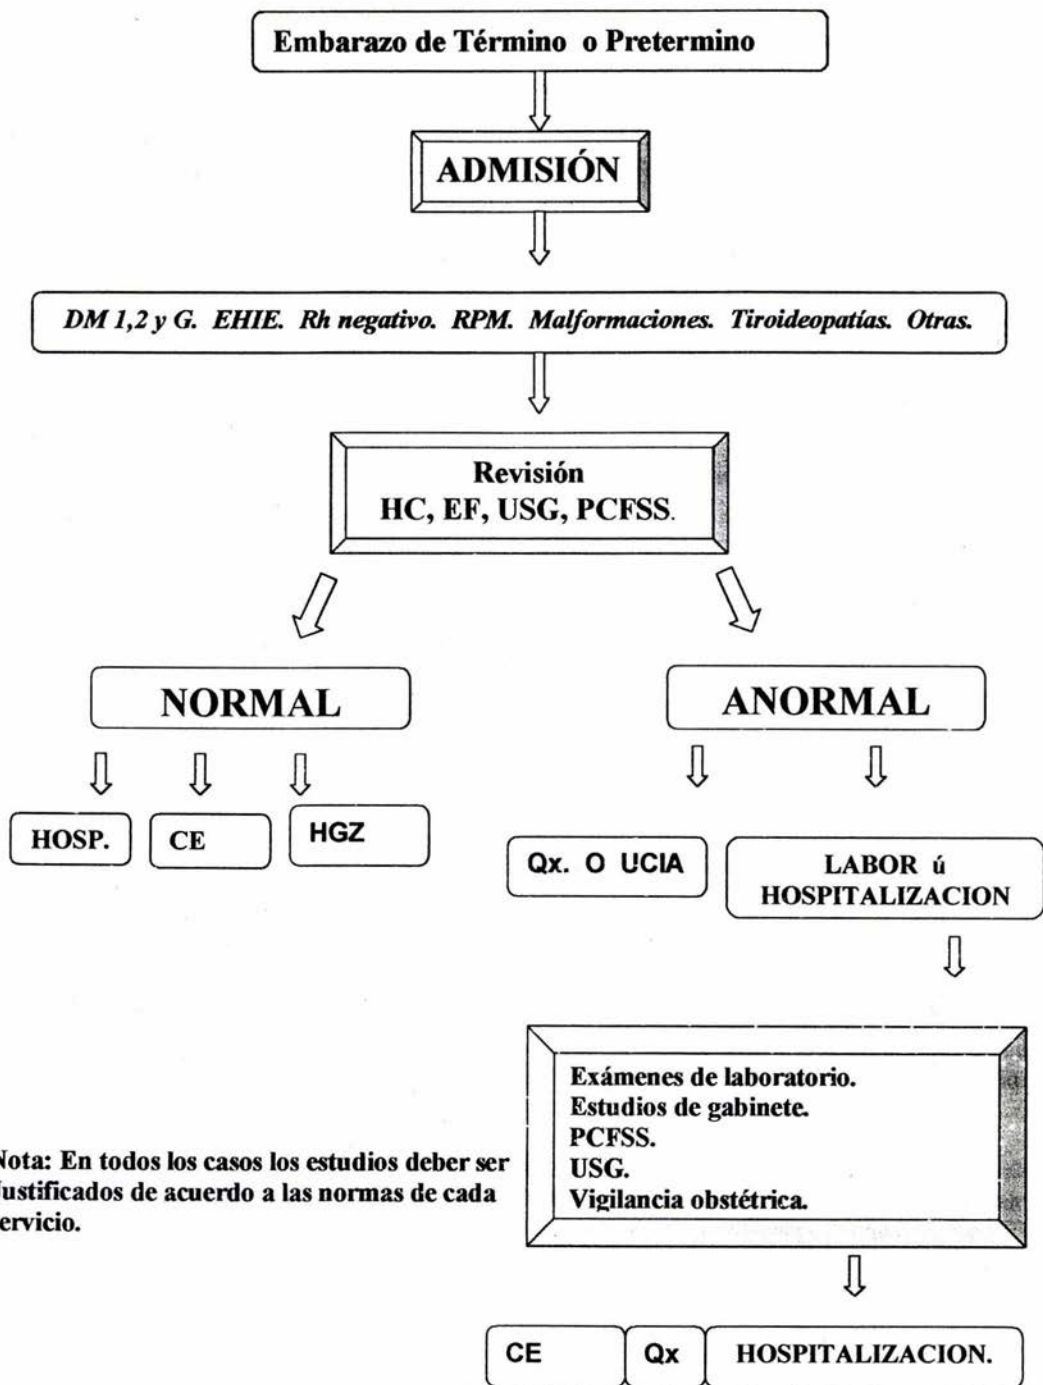 Embarazo de Término o Pretermino
ADMISIÓN
DM 1,2 y G. EHIE. Rh negativo. RPM. Malformaciones. Tiroideopatías. Otras.
Revisión
HC, EF, USG, PCFSS.
NORMAL
ANORMAL
HOSP.
CE
HGZ
Qx. O UCIA
LABOR ú
HOSPITALIZACION
Exámenes de laboratorio.
Estudios de gabinete.
PCFSS.
USG.
Vigilancia obstétrica.
Nota: En todos los casos los estudios deber ser
Justificados de acuerdo a las normas de cada
servicio.
CE
Qx
HOSPITALIZACION.